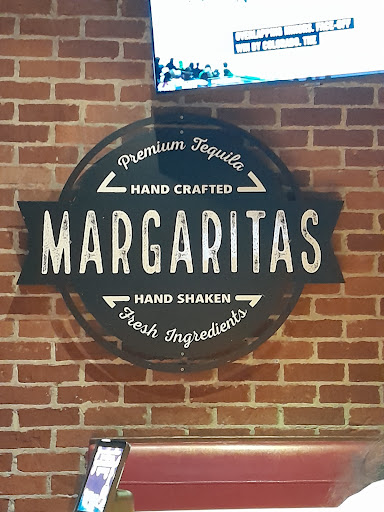 Premium Tequila
HAND CRAFTED
MARGARITAS
HAND SHAKEN
Fresh Ingredients